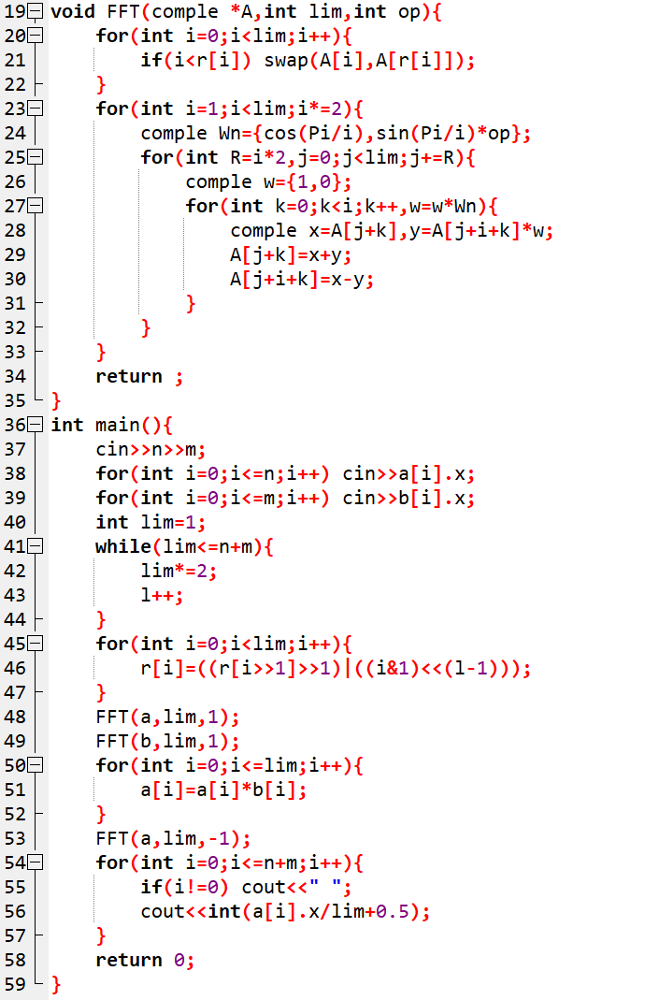 19 void FFT(comple *A,int lim,int op){
20     for(int i=0;i<lim;i++){
21         if(i<r[i]) swap(A[i],A[r[i]]);
22     }
23     for(int i=1;i<lim;i*=2){
24         comple Wn={cos(Pi/i),sin(Pi/i)*op};
25         for(int R=i*2,j=0;j<lim;j+=R){
26             comple w={1,0};
27             for(int k=0;k<i;k++,w=w*Wn){
28                 comple x=A[j+k],y=A[j+i+k]*w;
29                 A[j+k]=x+y;
30                 A[j+i+k]=x-y;
31             }
32         }
33     }
34     return ;
35 }
36 int main(){
37     cin>>n>>m;
38     for(int i=0;i<=n;i++) cin>>a[i].x;
39     for(int i=0;i<=m;i++) cin>>b[i].x;
40     int lim=1;
41     while(lim<=n+m){
42         lim*=2;
43         l++;
44     }
45     for(int i=0;i<lim;i++){
46         r[i]=((r[i>>1]>>1)|((i&1)<<(l-1)));
47     }
48     FFT(a,lim,1);
49     FFT(b,lim,1);
50     for(int i=0;i<=lim;i++){
51         a[i]=a[i]*b[i];
52     }
53     FFT(a,lim,-1);
54     for(int i=0;i<=n+m;i++){
55         if(i!=0) cout<<" ";
56         cout<<int(a[i].x/lim+0.5);
57     }
58     return 0;
59 }